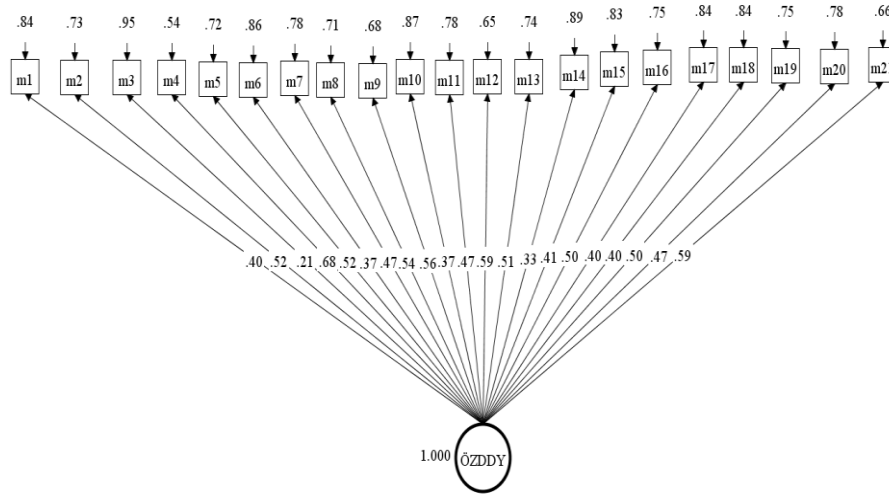 .84 .73 .95 .54 .72 .86 .78 .71 .68 .87 .78 .65 .74 .89 .83 .75 .84 .84 .75 .78 .66
m1 m2 m3 m4 m5 m6 m7 m8 m9 m10 m11 m12 m13 m14 m15 m16 m17 m18 m19 m20 m21
.40 .52 .21 .68 .52 .37 .47 .54 .56 .37 .47 .59 .51 .33 .41 .50 .40 .40 .50 .47 .59
1.000 ÖZDDY